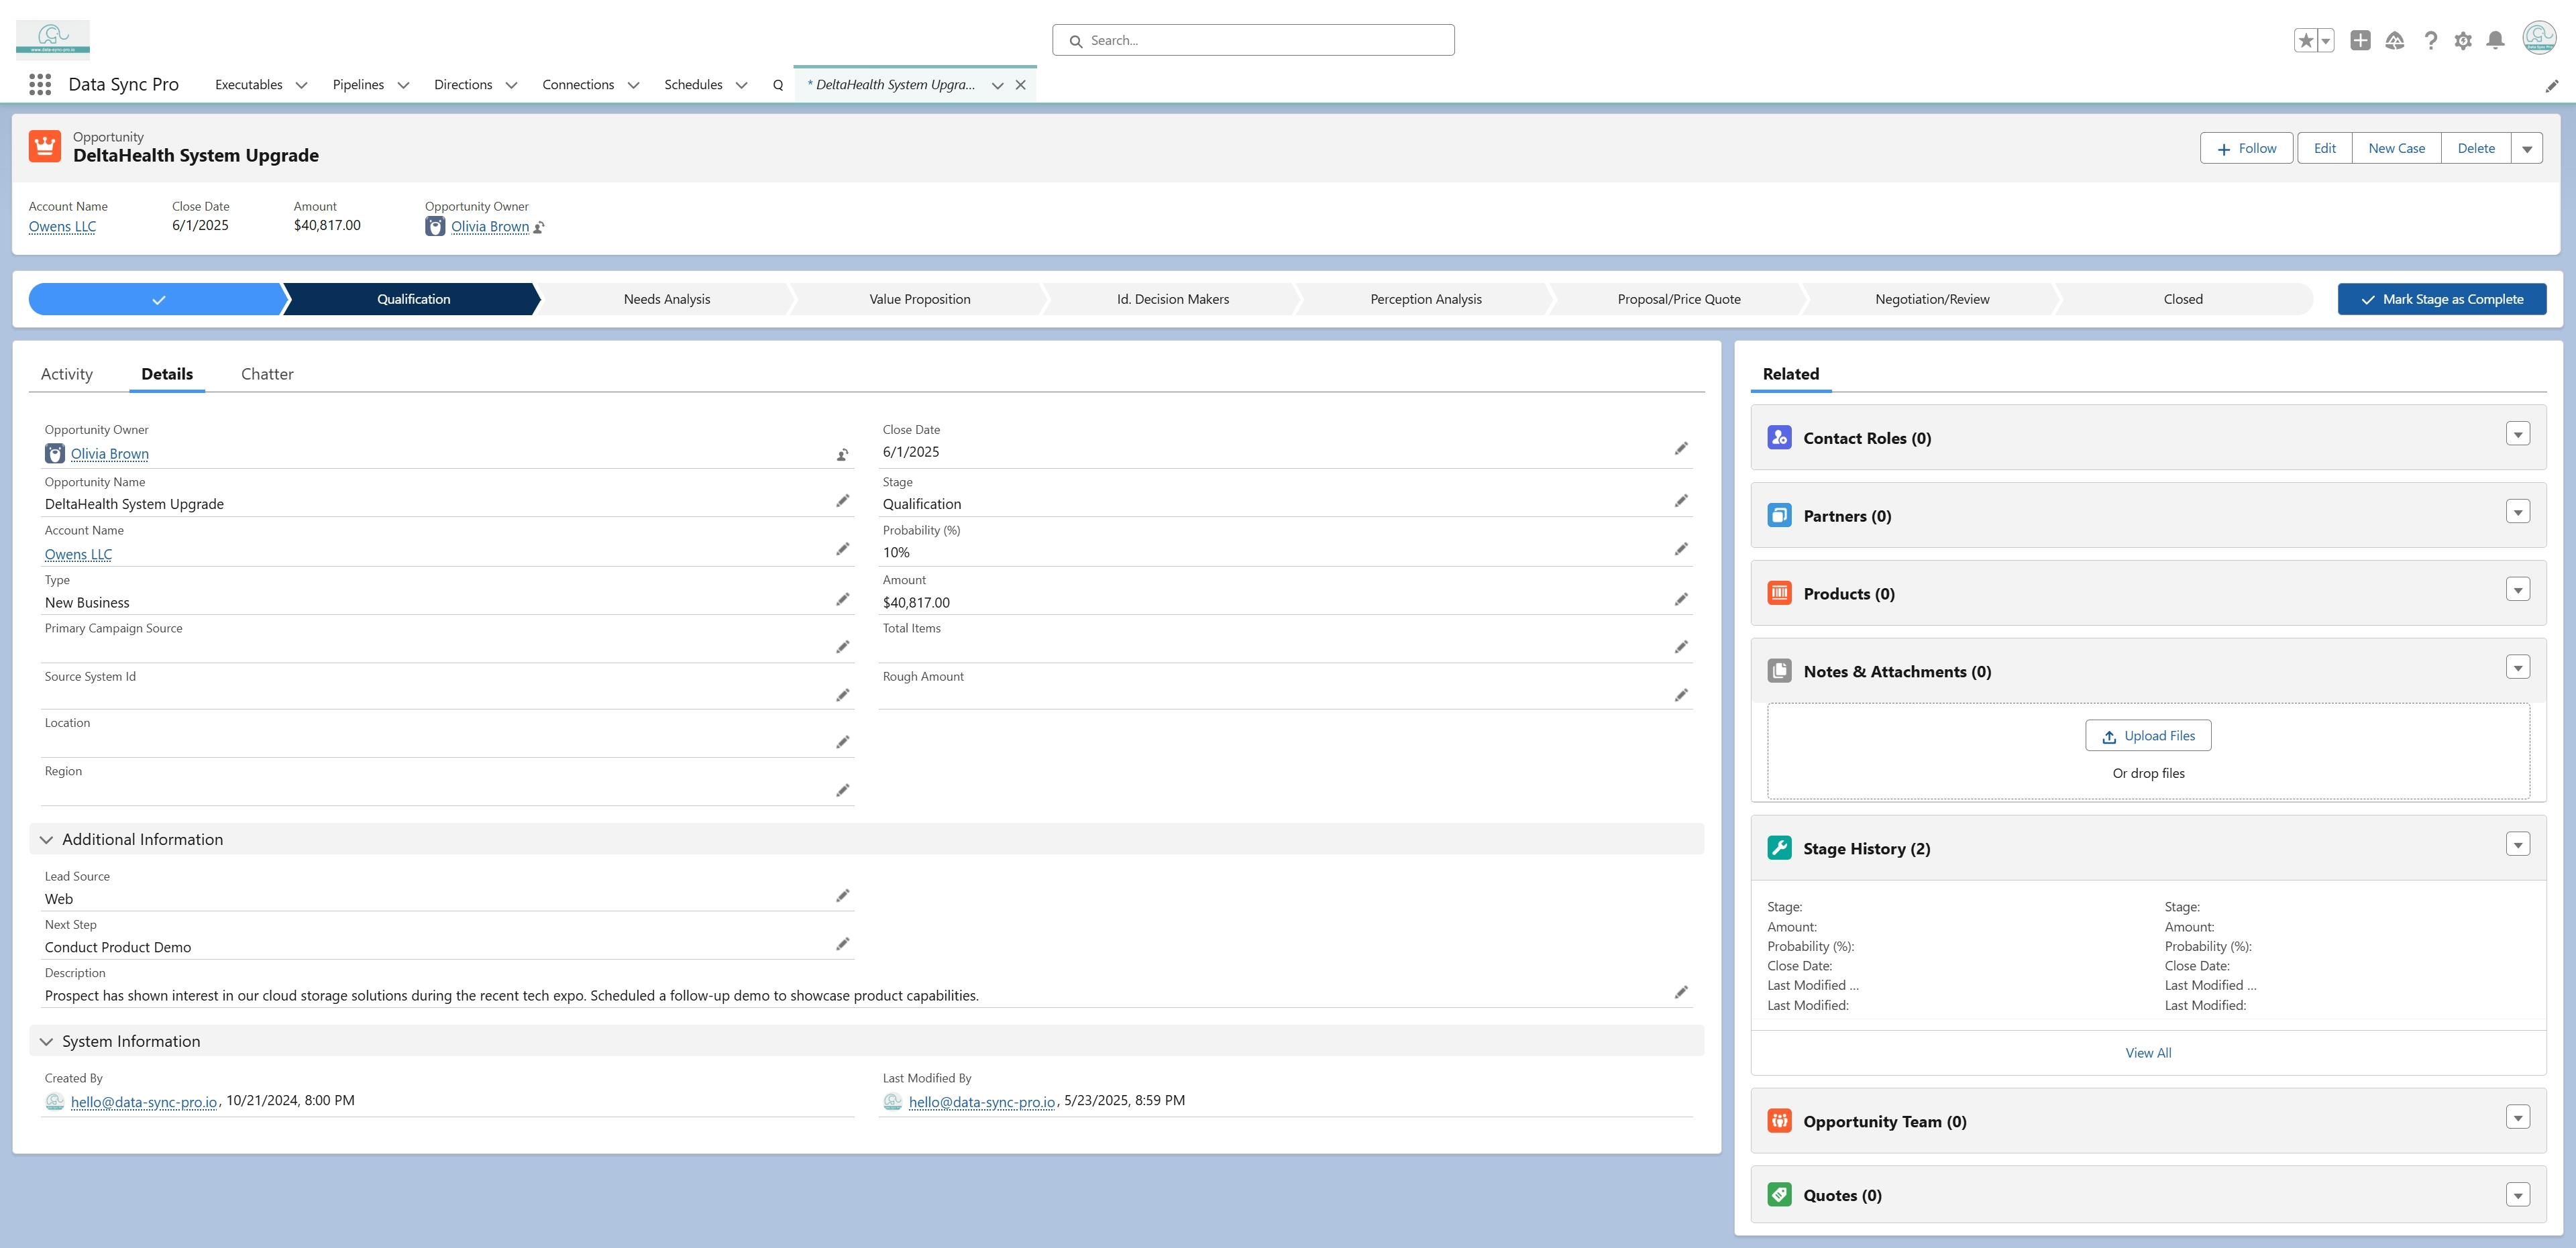 www.data-sync-pro.io
Search...
Data Sync Pro
Executables
Pipelines
Directions
Connections
Schedules
Q
* DeltaHealth System Upgra...
Opportunity
DeltaHealth System Upgrade
Follow
Edit
New Case
Delete
Account Name
Close Date
Amount
Opportunity Owner
Owens LLC
6/1/2025
$40,817.00
Olivia Brown
Qualification
Needs Analysis
Value Proposition
Id. Decision Makers
Perception Analysis
Proposal/Price Quote
Negotiation/Review
Closed
Mark Stage as Complete
Activity
Details
Chatter
Opportunity Owner
Olivia Brown
Close Date
6/1/2025
Opportunity Name
DeltaHealth System Upgrade
Stage
Qualification
Account Name
Owens LLC
Probability (%)
10%
Type
New Business
Amount
$40,817.00
Primary Campaign Source
Total Items
Source System Id
Rough Amount
Location
Region
Additional Information
Lead Source
Web
Next Step
Conduct Product Demo
Description
Prospect has shown interest in our cloud storage solutions during the recent tech expo. Scheduled a follow-up demo to showcase product capabilities.
System Information
Created By
hello@data-sync-pro.io, 10/21/2024, 8:00 PM
Last Modified By
hello@data-sync-pro.io, 5/23/2025, 8:59 PM
Related
Contact Roles (0)
Partners (0)
Products (0)
Notes & Attachments (0)
Upload Files
Or drop files
Stage History (2)
Stage:
Amount:
Probability (%):
Close Date:
Last Modified ...
Last Modified:
Stage:
Amount:
Probability (%):
Close Date:
Last Modified ...
Last Modified:
View All
Opportunity Team (0)
Quotes (0)